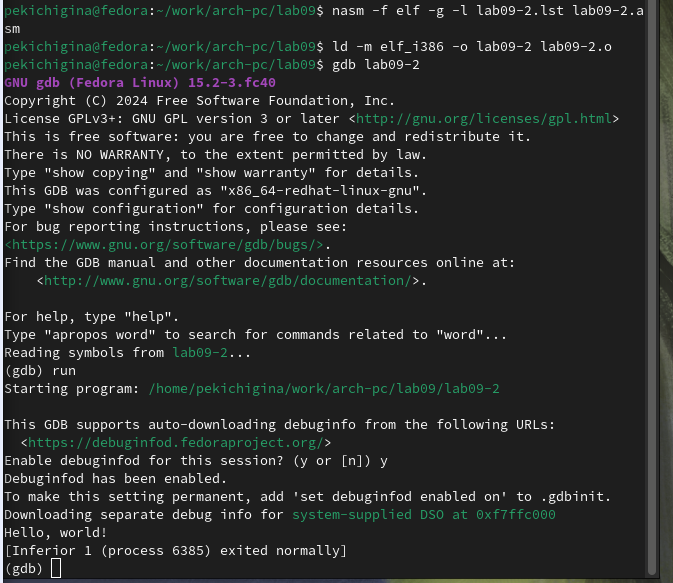 pekichigina@fedora:~/work/arch-pc/lab09$ nasm -f elf -g -l lab09-2.lst lab09-2.a
sm
pekichigina@fedora:~/work/arch-pc/lab09$ ld -m elf_i386 -o lab09-2 lab09-2.o
pekichigina@fedora:~/work/arch-pc/lab09$ gdb lab09-2
GNU gdb (Fedora Linux) 15.2-3.fc40
Copyright (C) 2024 Free Software Foundation, Inc.
License GPLv3+: GNU GPL version 3 or later <http://gnu.org/licenses/gpl.html>
This is free software: you are free to change and redistribute it.
There is NO WARRANTY, to the extent permitted by law.
Type "show copying" and "show warranty" for details.
This GDB was configured as "x86_64-redhat-linux-gnu".
Type "show configuration" for configuration details.
For bug reporting instructions, please see:
<https://www.gnu.org/software/gdb/bugs/>.
Find the GDB manual and other documentation resources online at:
    <http://www.gnu.org/software/gdb/documentation/>.

For help, type "help".
Type "apropos word" to search for commands related to "word"...
Reading symbols from lab09-2...
(gdb) run
Starting program: /home/pekichigina/work/arch-pc/lab09/lab09-2

This GDB supports auto-downloading debuginfo from the following URLs:
  <https://debuginfod.fedoraproject.org/>
Enable debuginfod for this session? (y or [n]) y
Debuginfod has been enabled.
To make this setting permanent, add 'set debuginfod enabled on' to .gdbinit.
Downloading separate debug info for system-supplied DSO at 0xf7ffc000
Hello, world!
[Inferior 1 (process 6385) exited normally]
(gdb)